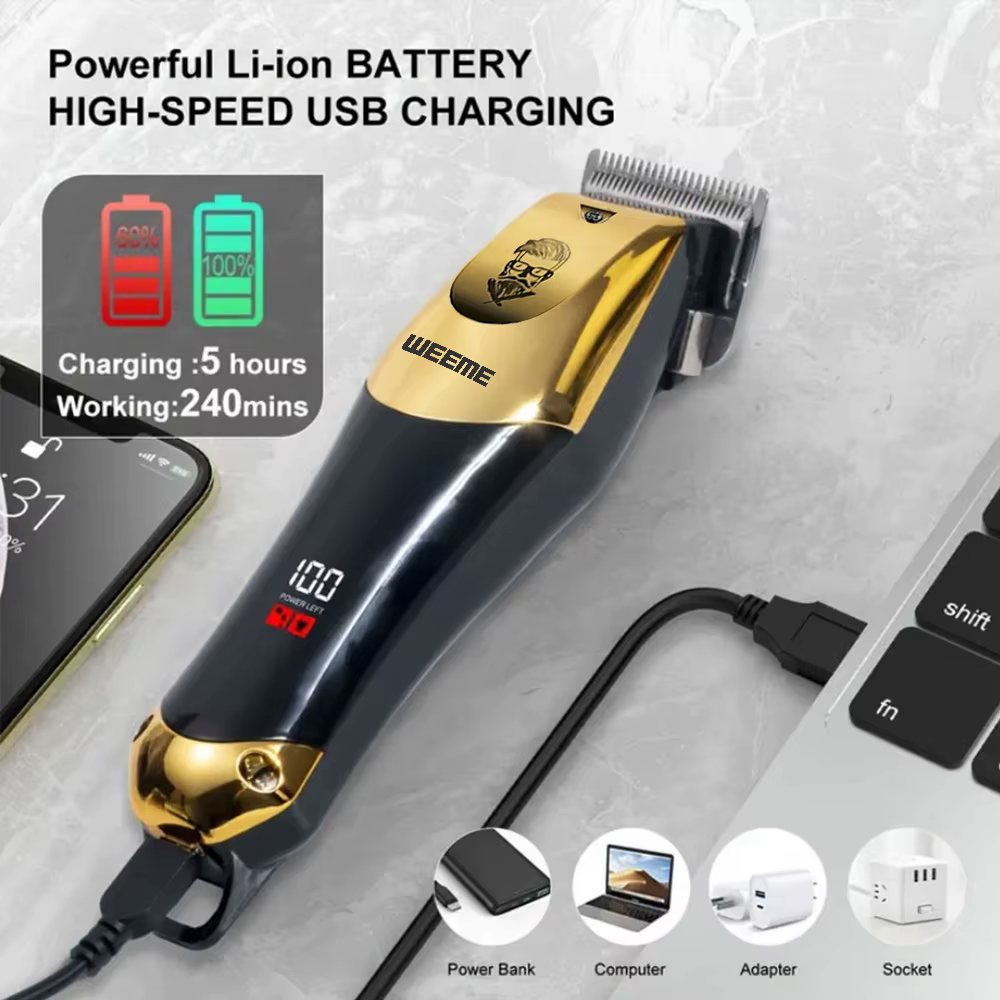 Powerful Li-ion BATTERY
HIGH-SPEED USB CHARGING
60%
100%
Charging :5 hours
Working:240mins
WEEME
31
100
POWER LEFT
shift
fn
Power Bank
Computer
Adapter
Socket